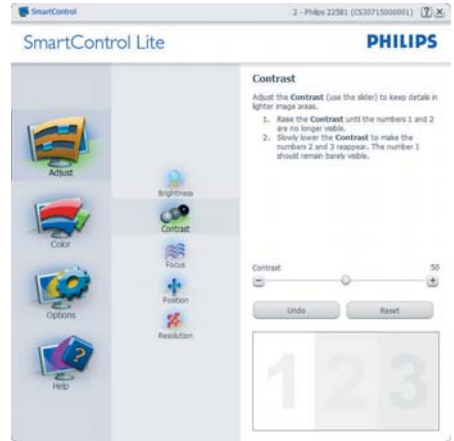 SmartControl
2 - Philips 225B1 (CS30715000001)
SmartControl Lite
PHILIPS
Adjust
Color
Options
Help
Brightness
Contrast
Focus
Position
Resolution
Contrast
Adjust the Contrast (use the slider) to keep details in
lighter image areas.
1. Raise the Contrast until the numbers 1 and 2
are no longer visible.
2. Slowly lower the Contrast to make the
numbers 2 and 3 reappear. The number 1
should remain barely visible.
Contrast 50
Undo Reset
1 2 3